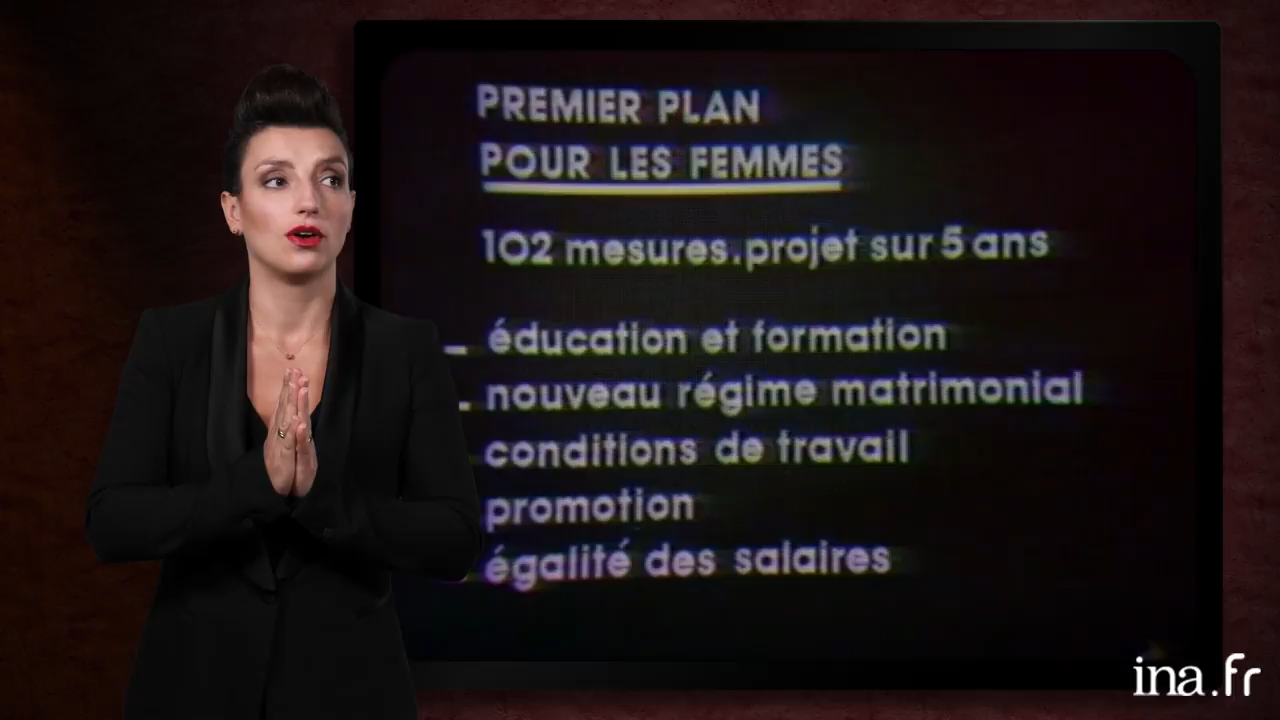 PREMIER PLAN
POUR LES FEMMES
102 mesures.projet sur 5 ans
_ éducation et formation
. nouveau régime matrimonial
conditions de travail
promotion
égalité des salaires
ina.fr